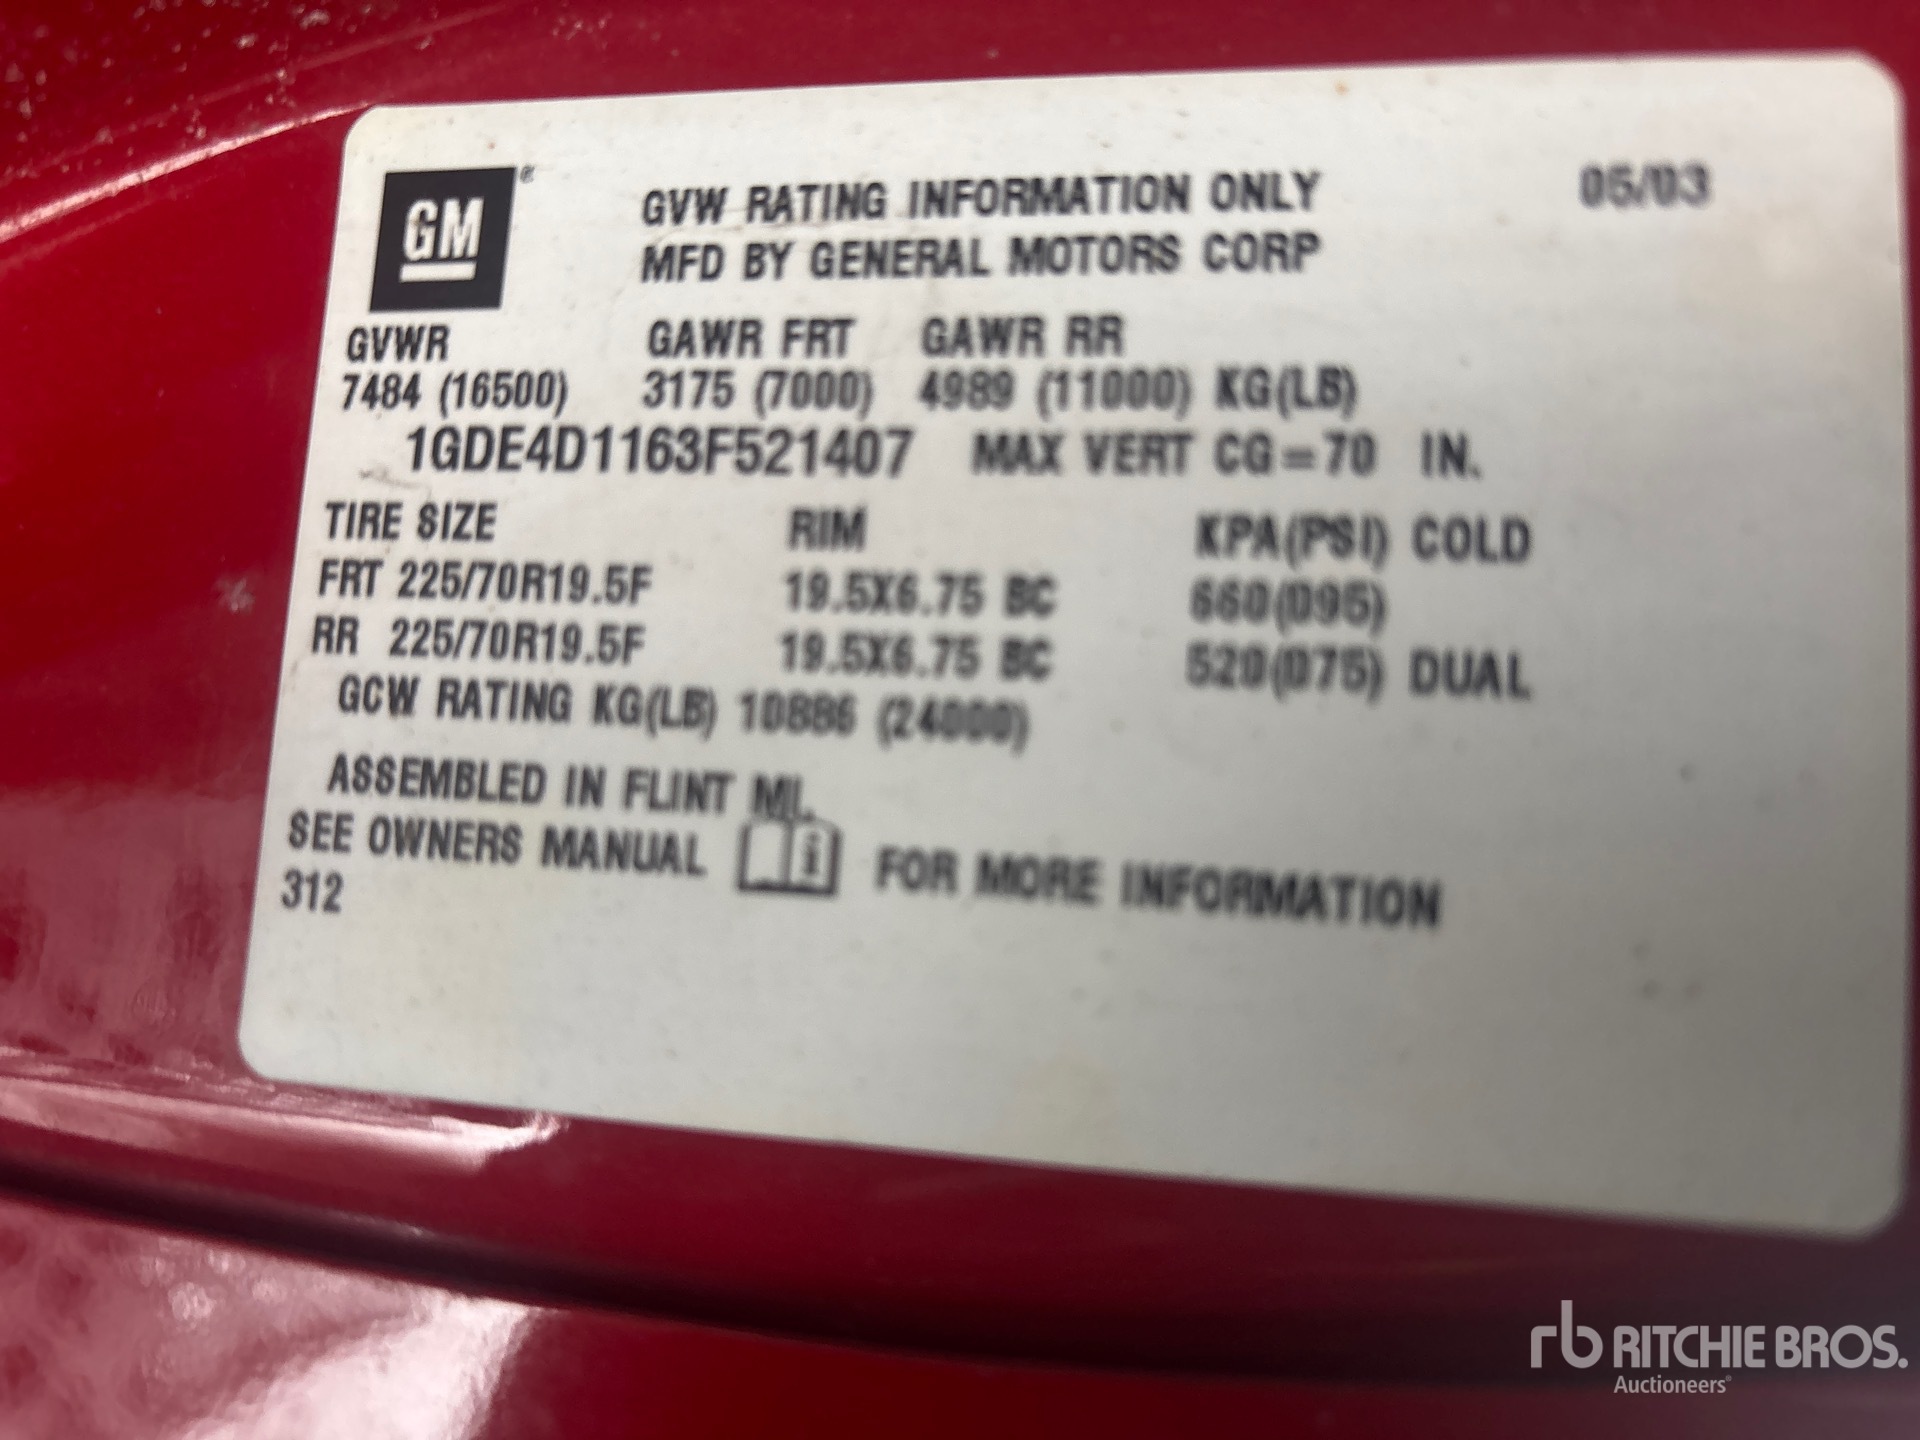 GM®
GVW RATING INFORMATION ONLY 05/03
MFD BY GENERAL MOTORS CORP
GVWR GAWR FRT GAWR RR
7484 (16500) 3175 (7000) 4989 (11000) KG(LB)
1GDE4D1163F521407 MAX VERT CG=70 IN.
TIRE SIZE RIM KPA(PSI) COLD
FRT 225/70R19.5F 19.5X6.75 BC 660(095)
RR 225/70R19.5F 19.5X6.75 BC 520(075) DUAL
GCW RATING KG(LB) 10886 (24000)
ASSEMBLED IN FLINT MI.
SEE OWNERS MANUAL i FOR MORE INFORMATION
312
rb RITCHIE BROS.
Auctioneers®